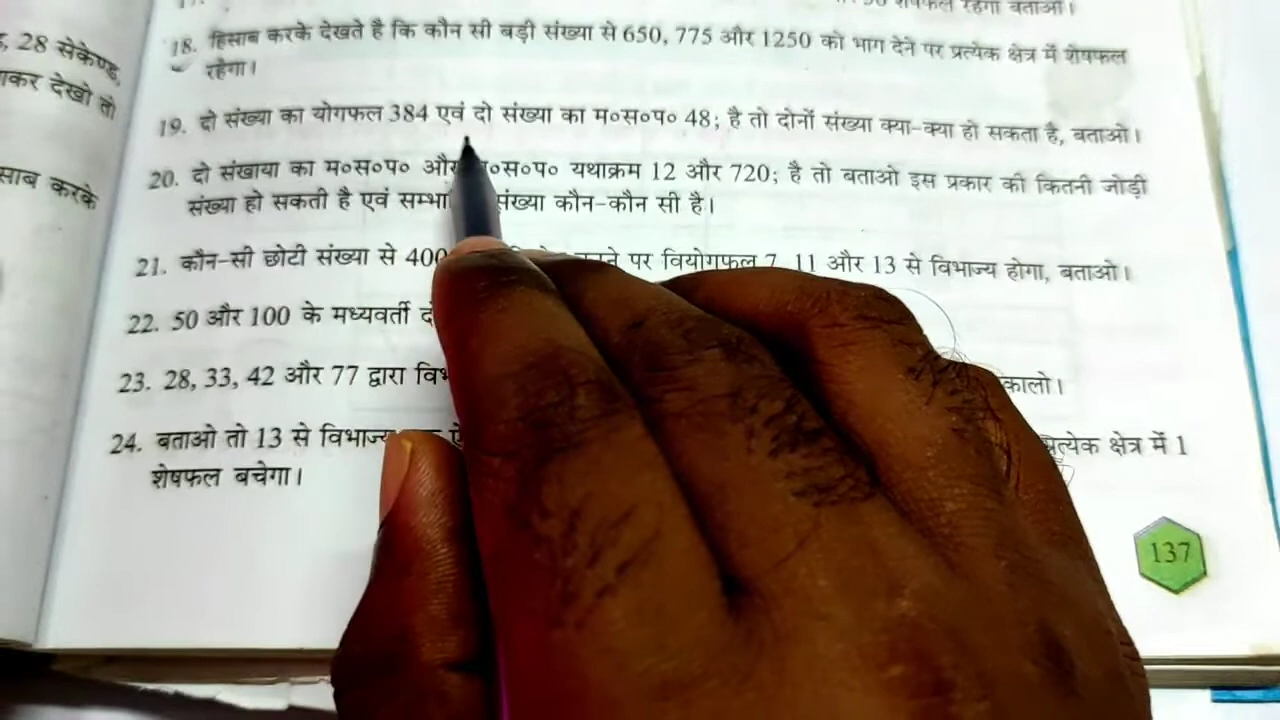 , 28 सेकेण्ड,
देखो तो
करके
18. हिसाब करके देखते है कि कौन सी बड़ी संख्या से 650, 775 और 1250 को भाग देने पर प्रत्येक क्षेत्र में शेषफल
रहेगा।
19. दो संख्या का योगफल 384 एवं दो संख्या का म०स०प० 48; है तो दोनों संख्या क्या-क्या हो सकता है, बताओ।
20. दो संखाया का म०स०प० और ०स०प० यथाक्रम 12 और 720; है तो बताओ इस प्रकार की कितनी जोड़ी
संख्या हो सकती है एवं संख्या कौन-कौन सी है।
21. कौन-सी छोटी संख्या से 400 पर वियोगफल 7, 11 और 13 से विभाज्य होगा, बताओ।
22. 50 और 100 के मध्यवर्ती
23. 28, 33, 42 और 77 द्वारा
24. बताओ तो 13 से विभाज्य प्रत्येक क्षेत्र में 1
शेषफल बचेगा।
137